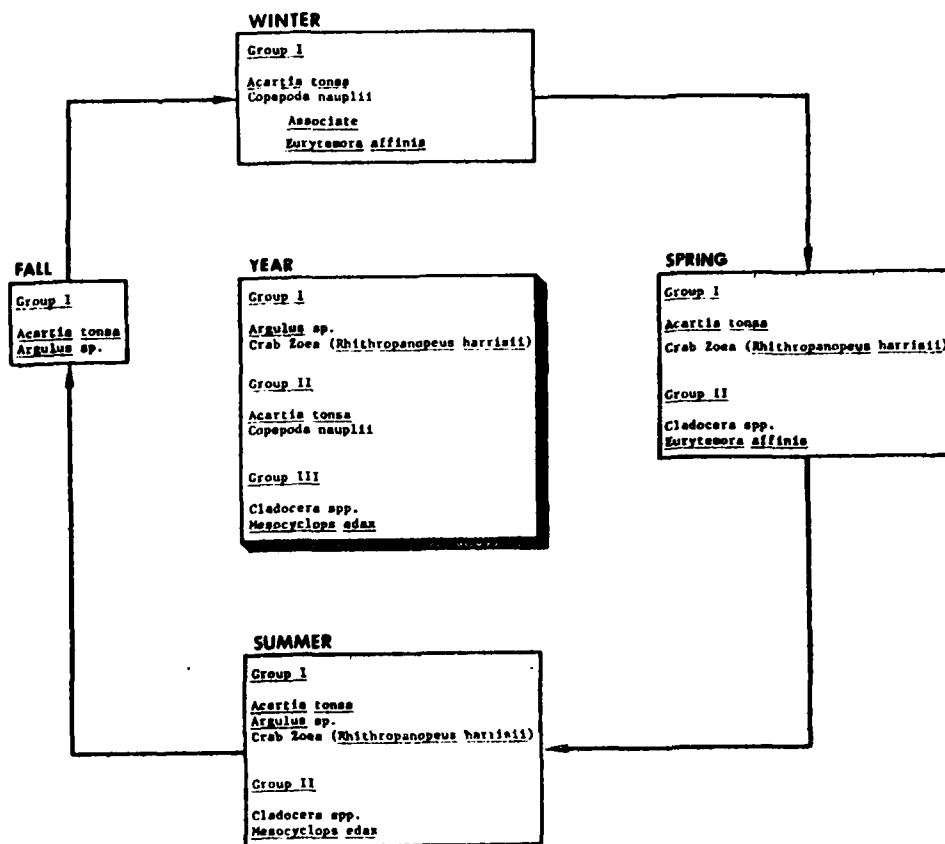 WINTER
Group I
Acartia tonsa
Copepoda nauplii
Associate
Eurytemora affinis
FALL
Group I
Acartia tonsa
Argulus sp.
YEAR
Group I
Argulus sp.
Crab Zoea (Rhithropanopeus harrisii)
Group II
Acartia tonsa
Copepoda nauplii
Group III
Cladocera spp.
Mesocyclops edax
SPRING
Group I
Acartia tonsa
Crab Zoea (Rhithropanopeus harrisii)
Group II
Cladocera spp.
Eurytemora affinis
SUMMER
Group I
Acartia tonsa
Argulus sp.
Crab Zoea (Rhithropanopeus harrisii)
Group II
Cladocera spp.
Mesocyclops edax